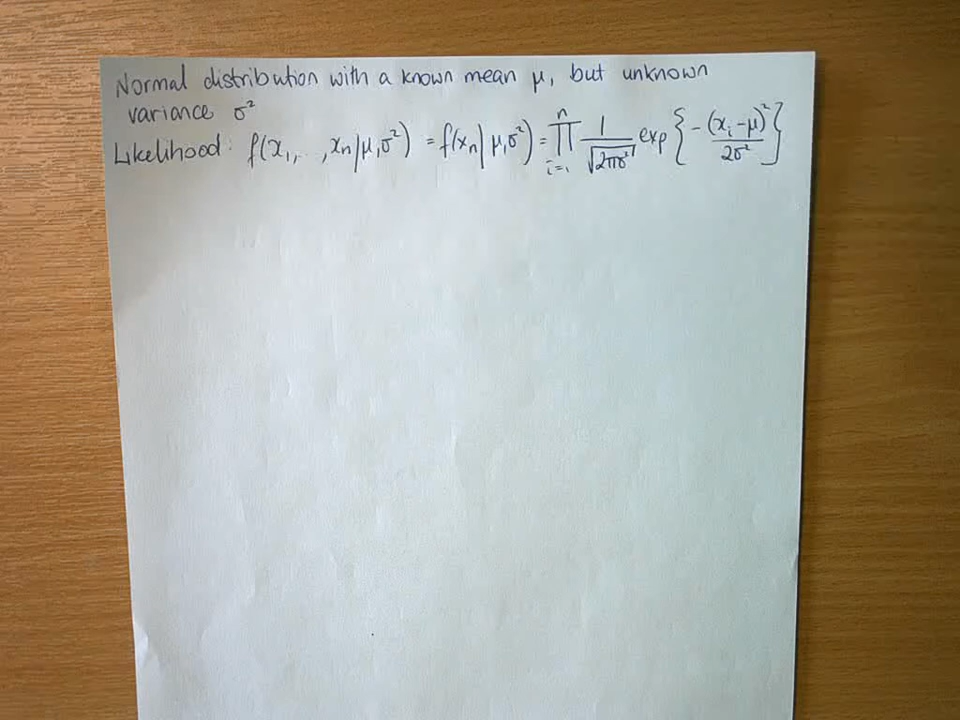 Normal distribution with a known mean μ, but unknown
variance σ²
Likelihood: f(x₁,..,xₙ|μ,σ²) = f(xₙ|μ,σ²) = ∏ᵢ₌₁ⁿ 1/√(2πσ²) exp{-(xᵢ-μ)²/2σ²}